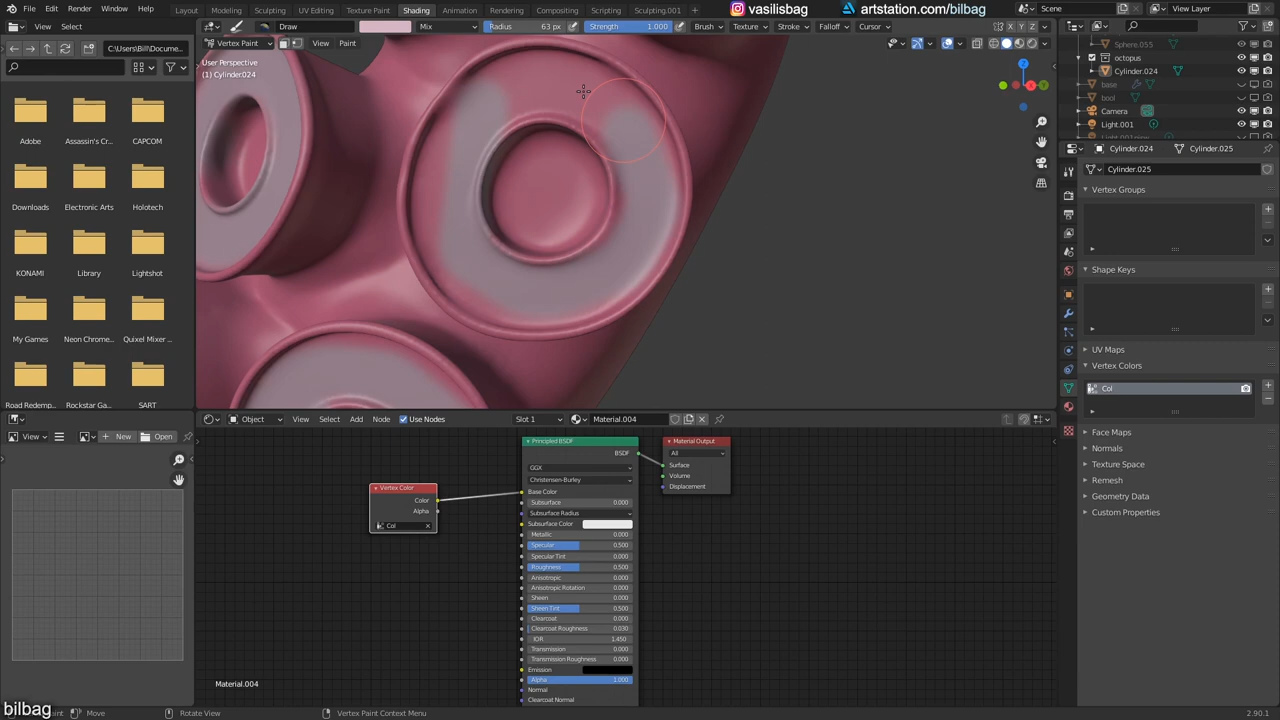 File Edit Render Window Help Layout Modeling Sculpting UV Editing Texture Paint Shading Animation Rendering Compositing Scripting Sculpting.001 Scene View Layer
vasilisbag artstation.com/bilbag
View Select Draw Mix Radius 63 px Strength 1.000 Brush Texture Stroke Falloff Cursor
C:\Users\Bill\Docume... Vertex Paint View Paint
User Perspective
(1) Cylinder.024
Sphere.055
octopus
Cylinder.024
base
bool
Camera
Light.001
Adobe Assassin's Cr... CAPCOM
Downloads Electronic Arts Holotech
KONAMI Library Lightshot
My Games Neon Chrome... Quixel Mixer ...
Road Redemp... Rockstar Ga... SART
X Y Z
Cylinder.024 Cylinder.025
Cylinder.025
Vertex Groups
Shape Keys
UV Maps
Vertex Colors
Col
Face Maps
Normals
Texture Space
Remesh
Geometry Data
Custom Properties
Object View Select Add Node Use Nodes Slot 1 Material.004
View New Open
Vertex Color
Color
Alpha
Col
Principled BSDF
BSDF
GGX
Christensen-Burley
Base Color
Subsurface 0.000
Subsurface Radius
Subsurface Color
Metallic 0.000
Specular 0.500
Specular Tint 0.000
Roughness 0.500
Anisotropic 0.000
Anisotropic Rotation 0.000
Sheen 0.000
Sheen Tint 0.500
Clearcoat 0.000
Clearcoat Roughness 0.030
IOR 1.450
Transmission 0.000
Transmission Roughness 0.000
Emission
Alpha 1.000
Normal
Clearcoat Normal
Material Output
All
Surface
Volume
Displacement
Material.004
bilbag
Move Rotate View Vertex Paint Context Menu 2.90.1